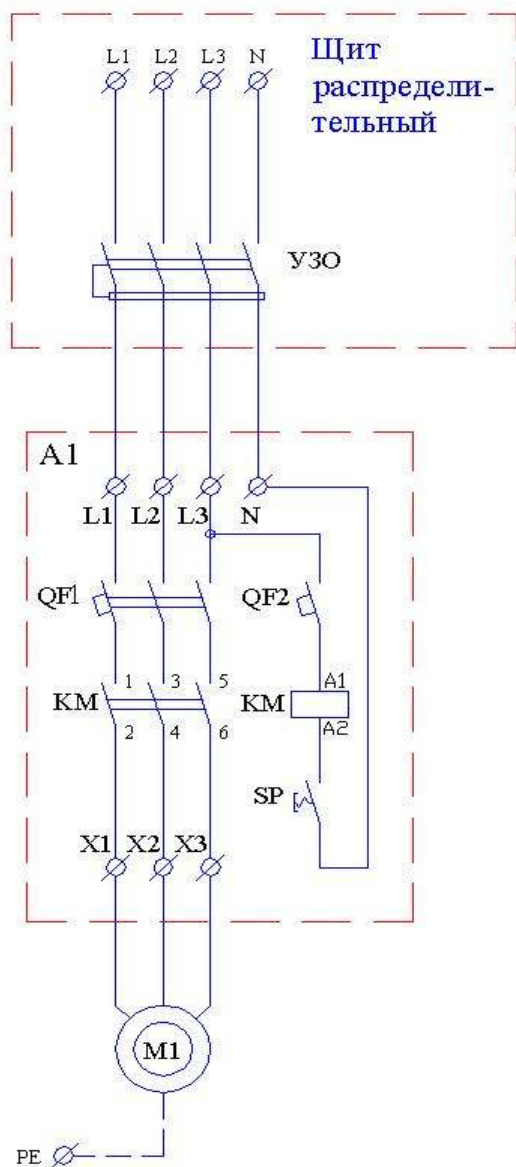 L1 L2 L3 N
Щит
распредели-
тельный
УЗО
A1
L1 L2 L3 N
QF1
QF2
1 3 5
KM
2 4 6
KM
A1
A2
SP
X1 X2 X3
M1
PE